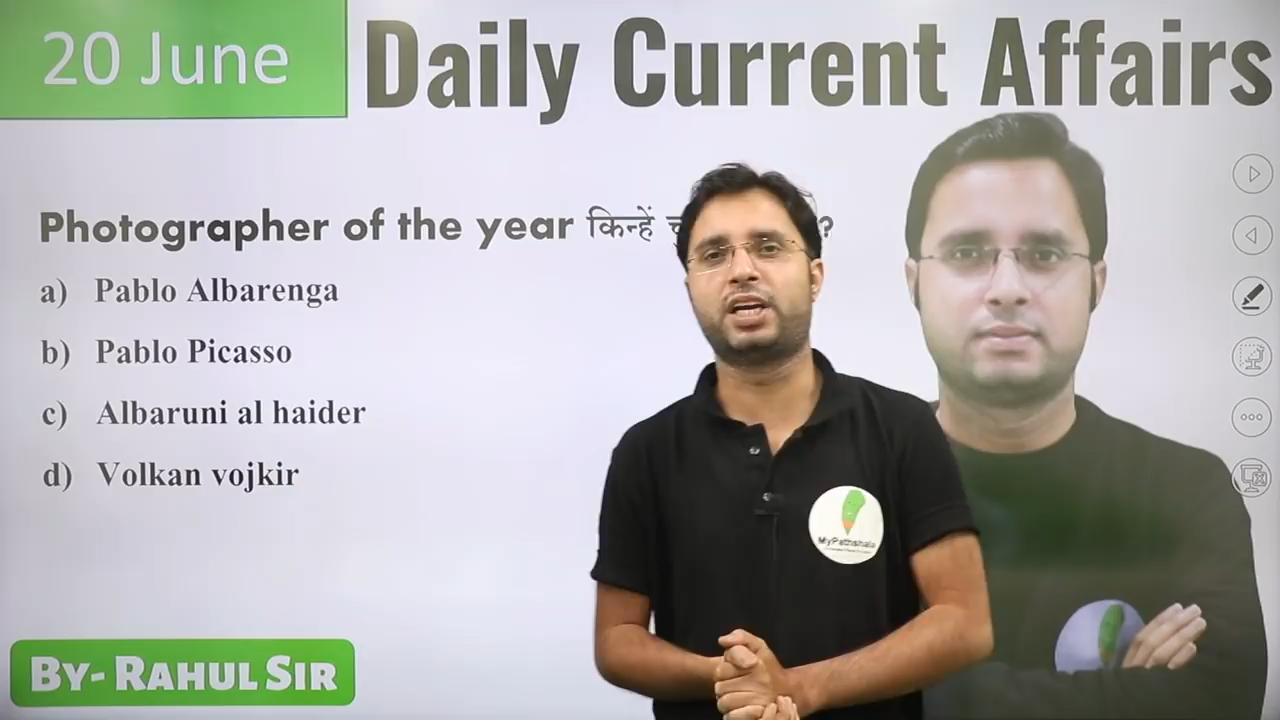 20 June
Daily Current Affairs
Photographer of the year किन्हें ?
a) Pablo Albarenga
b) Pablo Picasso
c) Albaruni al haider
d) Volkan vojkir
MyPathshala
By- Rahul Sir